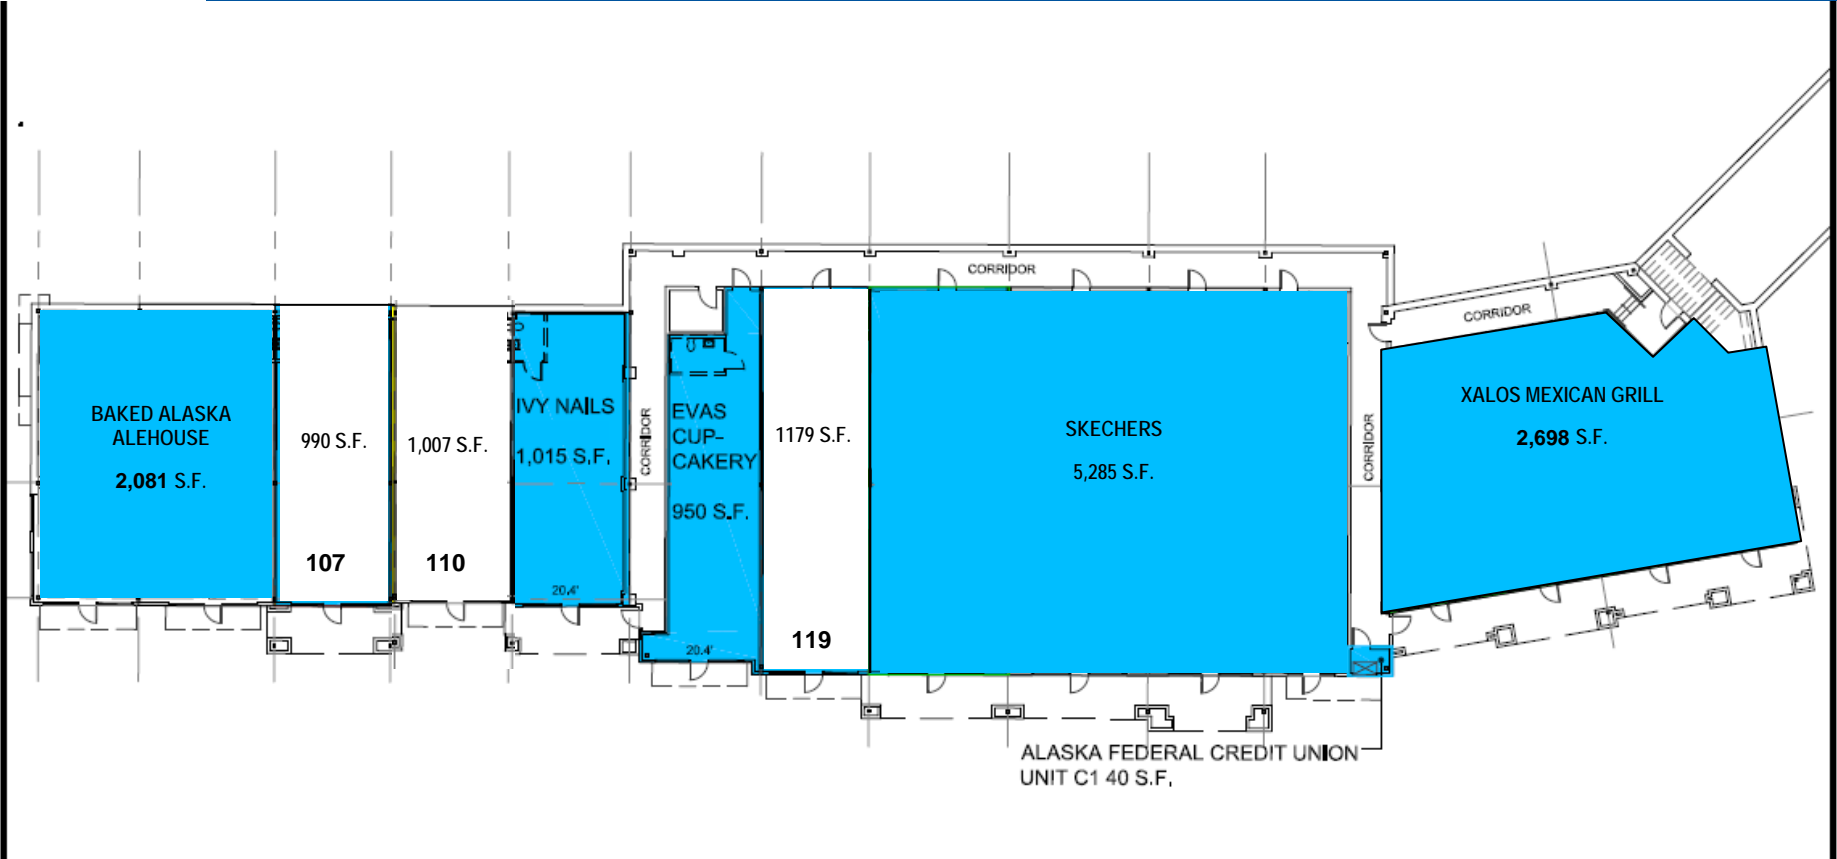 BAKED ALASKA
ALEHOUSE
2,081 S.F.
990 S.F.
107
1,007 S.F.
110
IVY NAILS
1,015 S.F.
20.4'
CORRIDOR
EVAS
CUP-
CAKERY
950 S.F.
20.4'
1179 S.F.
119
CORRIDOR
SKECHERS
5,285 S.F.
CORRIDOR
CORRIDOR
XALOS MEXICAN GRILL
2,698 S.F.
ALASKA FEDERAL CREDIT UNION
UNIT C1 40 S.F.